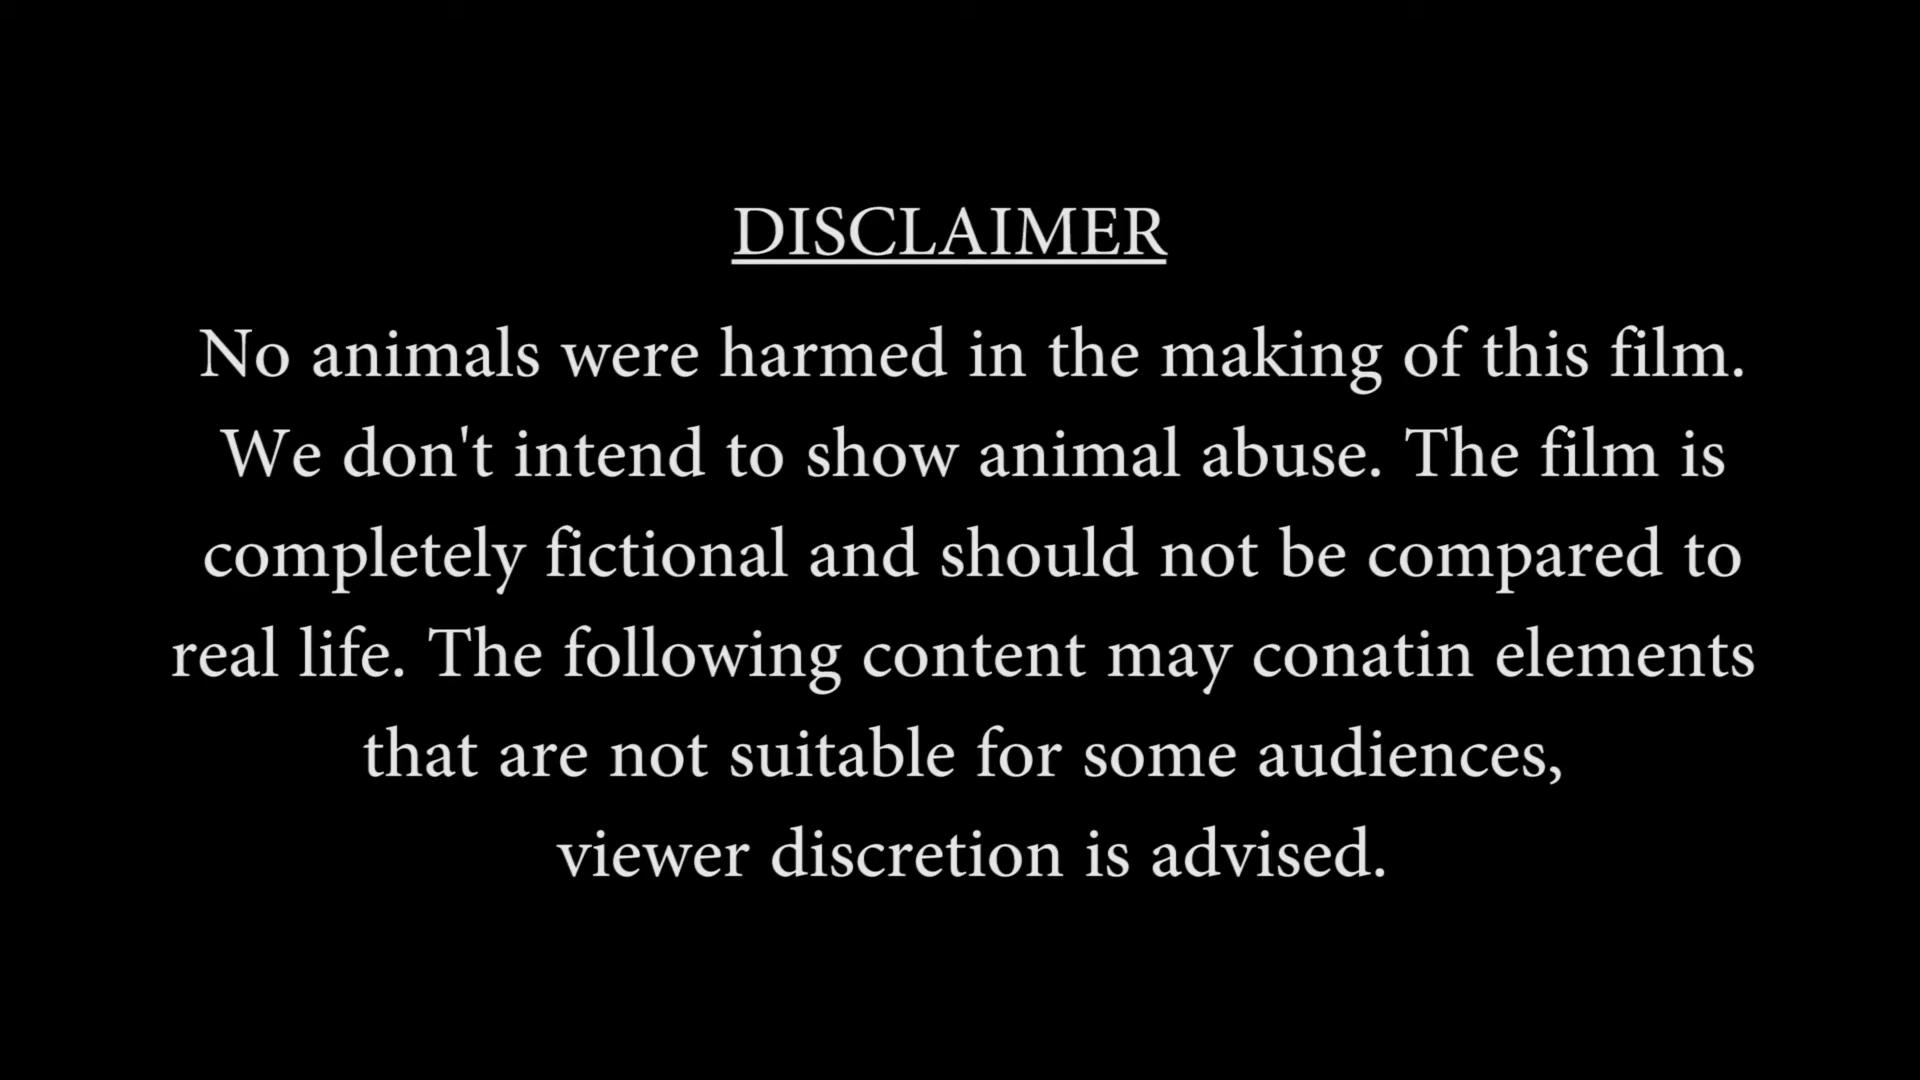 DISCLAIMER
No animals were harmed in the making of this film.
We don't intend to show animal abuse. The film is
completely fictional and should not be compared to
real life. The following content may conatin elements
that are not suitable for some audiences,
viewer discretion is advised.